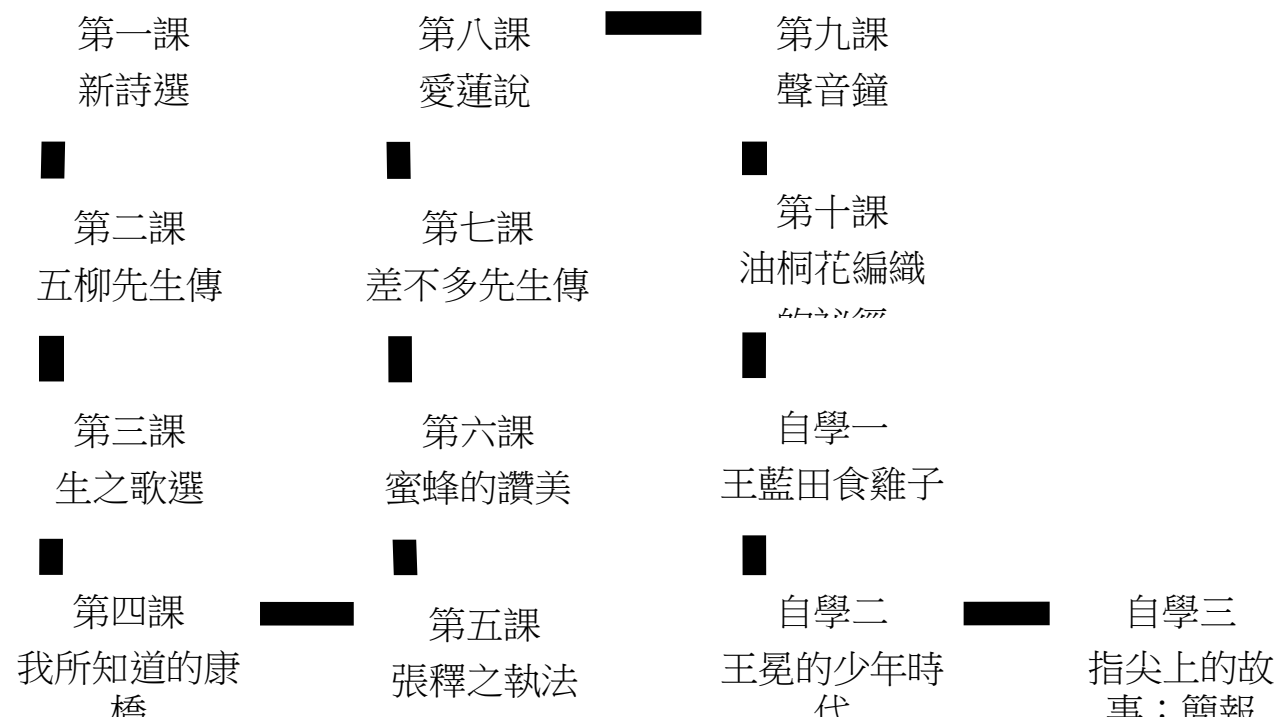 第一課
新詩選
第二課
五柳先生傳
第三課
生之歌選
第四課
我所知道的康
橋
第五課
張釋之執法
第六課
蜜蜂的讚美
第七課
差不多先生傳
第八課
愛蓮說
第九課
聲音鐘
第十課
油桐花編織
自學一
王藍田食雞子
自學二
王冕的少年時
代
自學三
指尖上的故
事：簡報